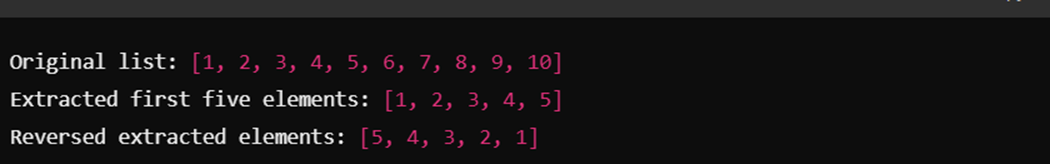 Original list: [1, 2, 3, 4, 5, 6, 7, 8, 9, 10]
Extracted first five elements: [1, 2, 3, 4, 5]
Reversed extracted elements: [5, 4, 3, 2, 1]